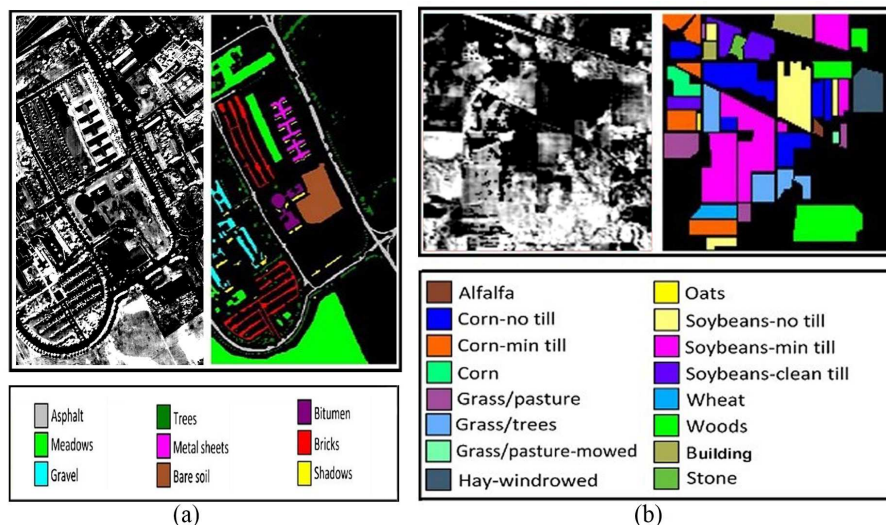 Asphalt
Trees
Bitumen
Meadows
Metal sheets
Bricks
Gravel
Bare soil
Shadows
(a)
Alfalfa
Oats
Corn-no till
Soybeans-no till
Corn-min till
Soybeans-min till
Corn
Soybeans-clean till
Grass/pasture
Wheat
Grass/trees
Woods
Grass/pasture-mowed
Building
Hay-windrowed
Stone
(b)